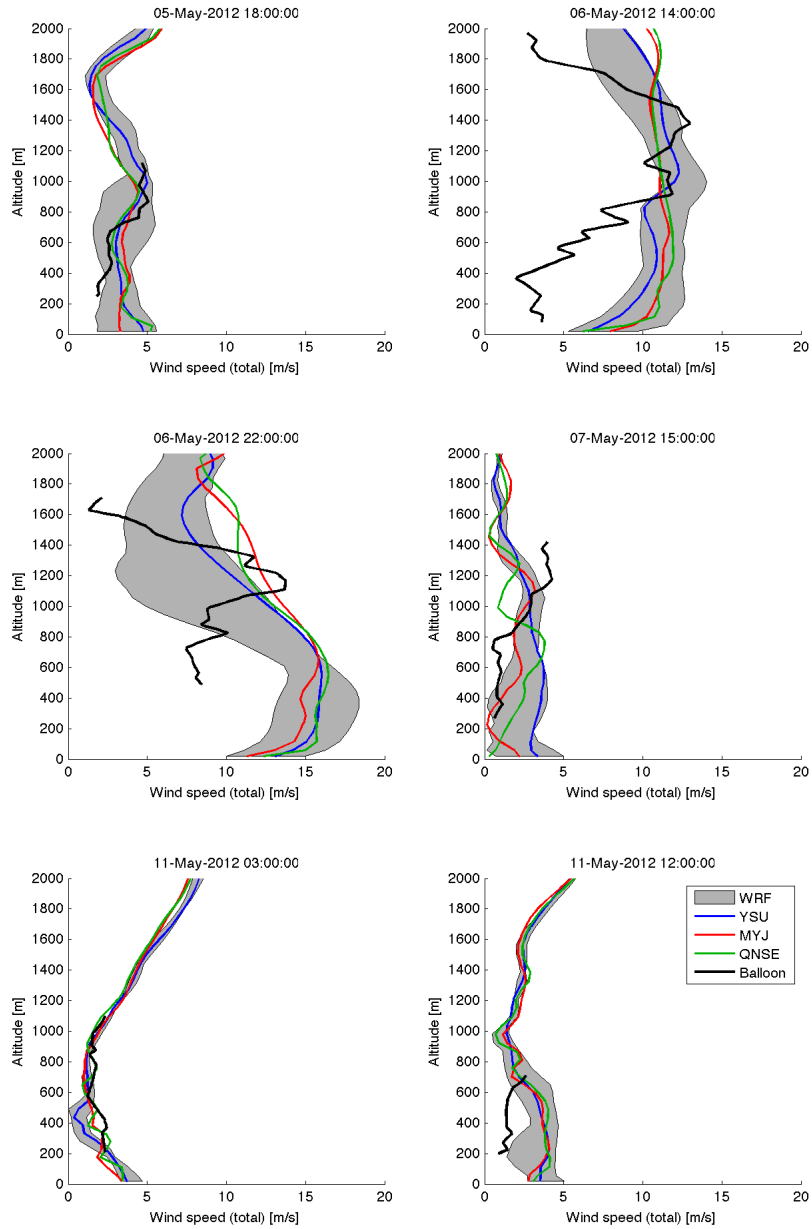 05-May-2012 18:00:00
2000
1800
1600
1400
1200
1000
800
600
400
200
0
Altitude [m]
0 5 10 15 20
Wind speed (total) [m/s]
06-May-2012 14:00:00
2000
1800
1600
1400
1200
1000
800
600
400
200
0
Altitude [m]
0 5 10 15 20
Wind speed (total) [m/s]
06-May-2012 22:00:00
2000
1800
1600
1400
1200
1000
800
600
400
200
0
Altitude [m]
0 5 10 15 20
Wind speed (total) [m/s]
07-May-2012 15:00:00
2000
1800
1600
1400
1200
1000
800
600
400
200
0
Altitude [m]
0 5 10 15 20
Wind speed (total) [m/s]
11-May-2012 03:00:00
2000
1800
1600
1400
1200
1000
800
600
400
200
0
Altitude [m]
0 5 10 15 20
Wind speed (total) [m/s]
11-May-2012 12:00:00
2000
1800
1600
1400
1200
1000
800
600
400
200
0
Altitude [m]
0 5 10 15 20
Wind speed (total) [m/s]
WRF
YSU
MYJ
QNSE
Balloon